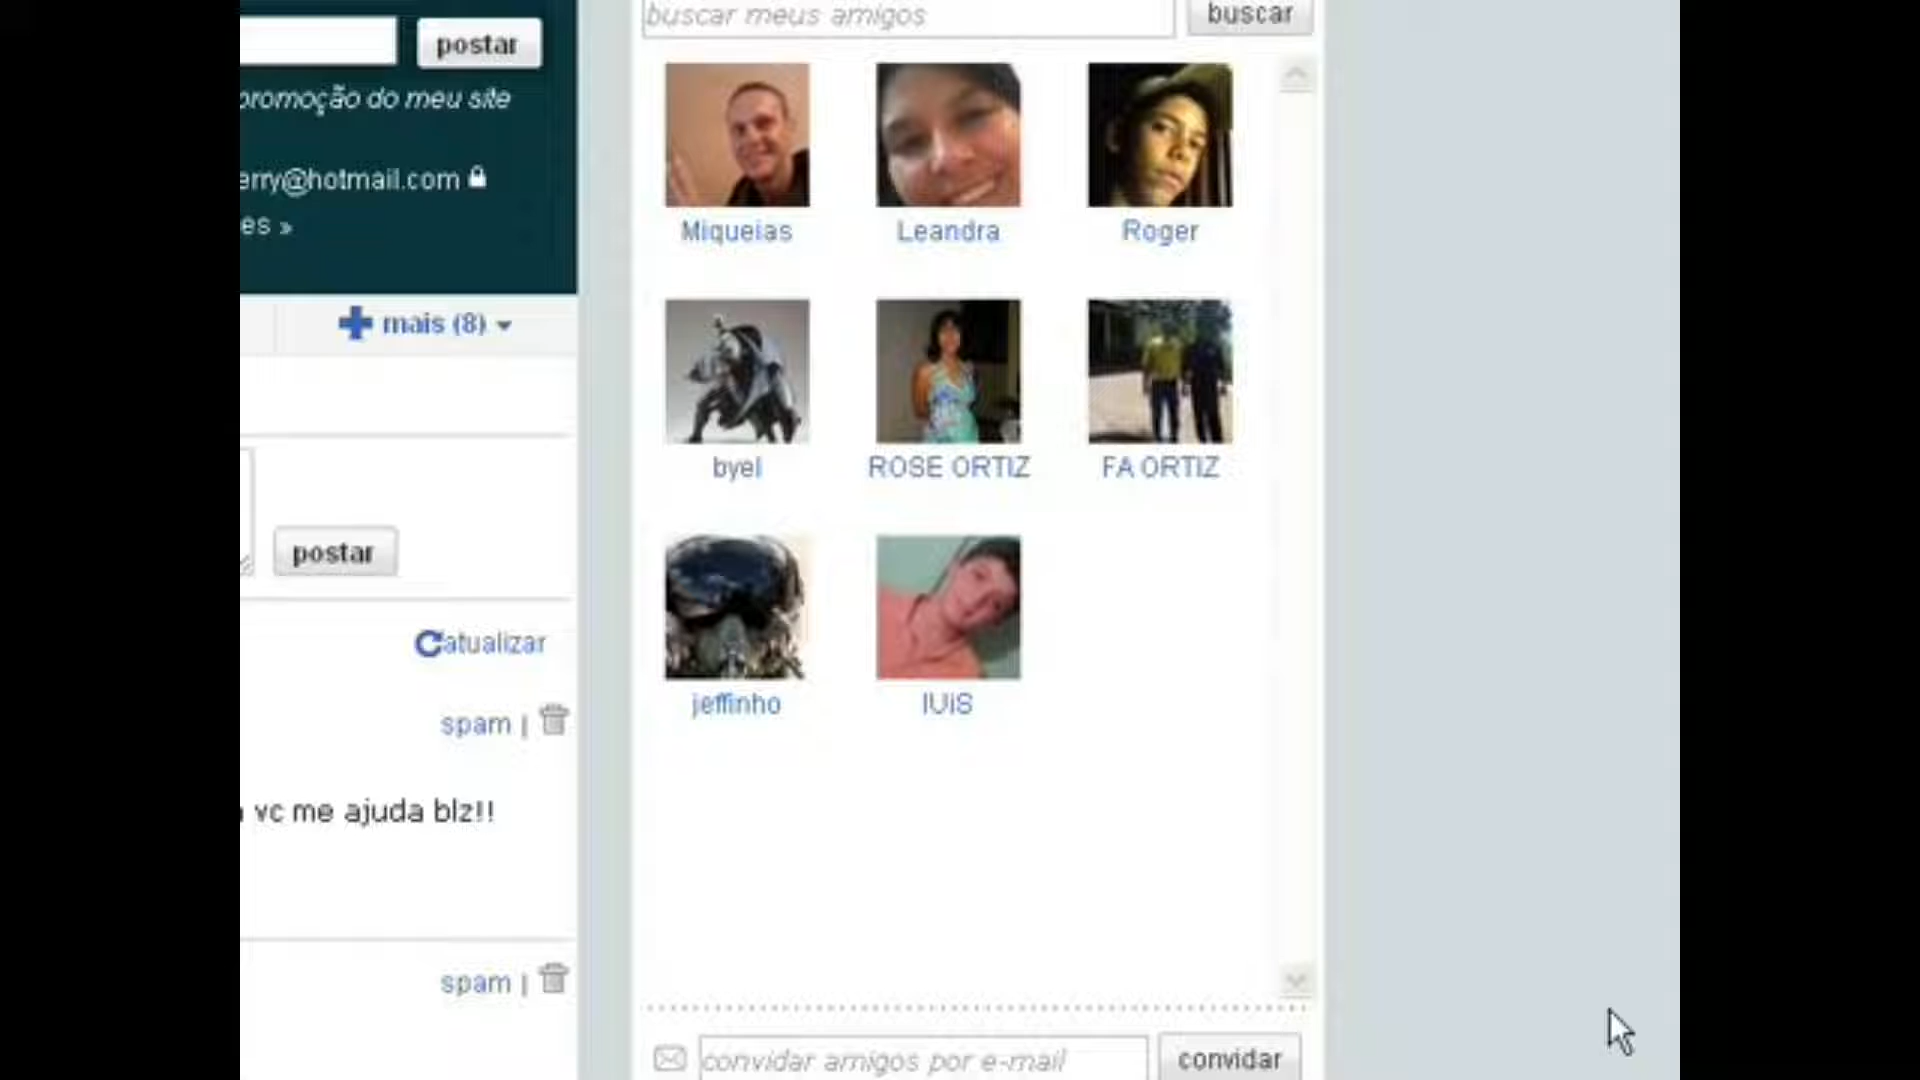 postar
promoção do meu site
erry@hotmail.com
es »
mais (8)
postar
atualizar
spam |
vc me ajuda blz!!
spam |
buscar meus amigos
buscar
Miqueias
Leandra
Roger
byel
ROSE ORTIZ
FA ORTIZ
jeffinho
convidar amigos por e-mail
convidar